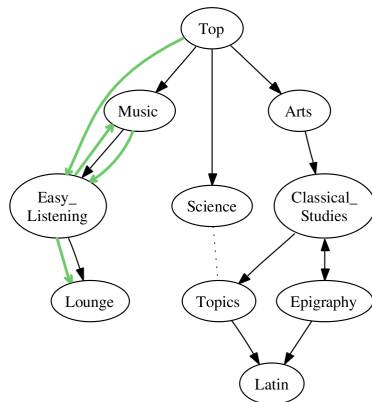 Top
Music
Arts
Easy_
Listening
Science
Classical_
Studies
Lounge
Topics
Epigraphy
Latin